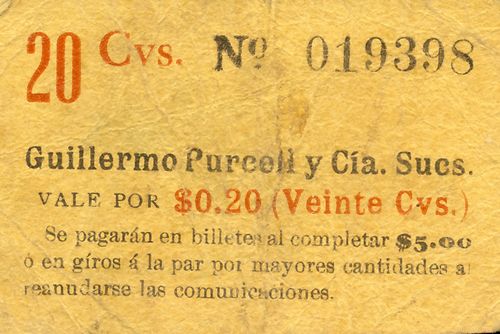 20 Cvs. Nº 019398
Guillermo Purcell y Cía. Sucs.
VALE POR $0.20 (Veinte Cvs.)
Se pagarán en billetes al completar $5.00
ó en gíros á la par por mayores cantidades al
reanudarse las comunicaciones.